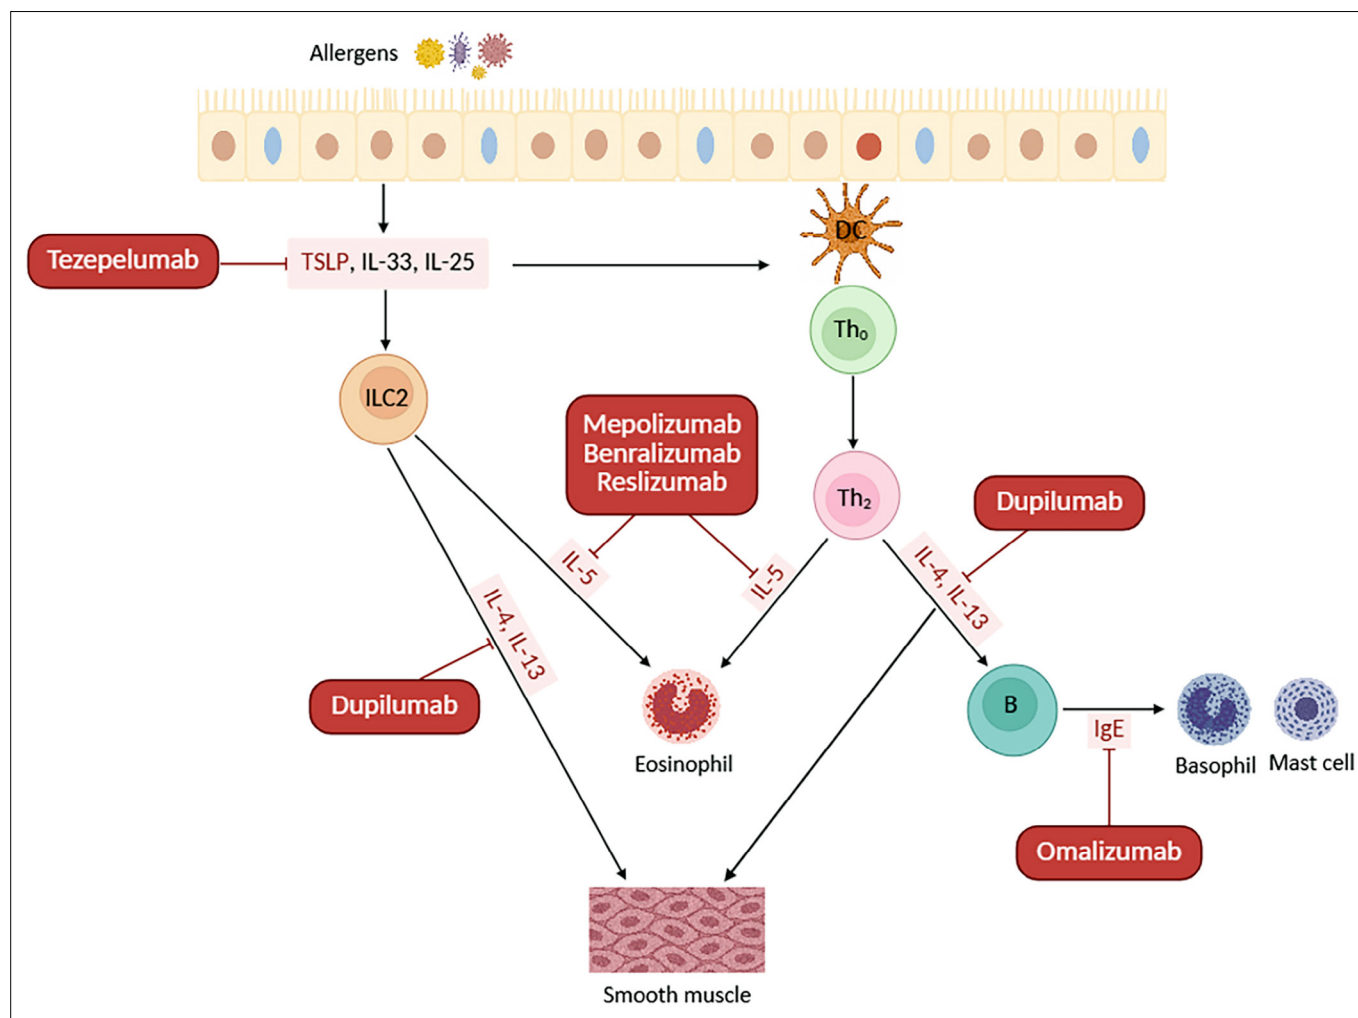 Allergens
DC
Tezepelumab
TSLP, IL-33, IL-25
Th₀
ILC2
Mepolizumab
Benralizumab
Reslizumab
Th₂
Dupilumab
IL-5
IL-5
IL-4, IL-13
IL-4, IL-13
Dupilumab
B
IgE
Eosinophil
Basophil
Mast cell
Omalizumab
Smooth muscle